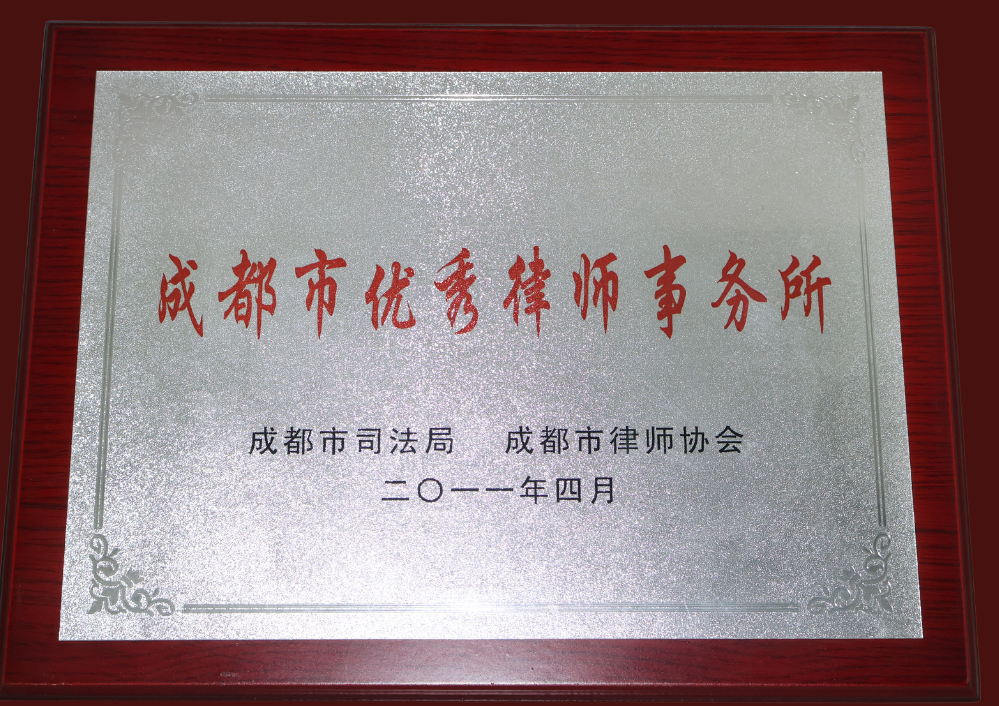 成都市优秀律师事务所
成都市司法局 成都市律师协会
二〇一一年四月